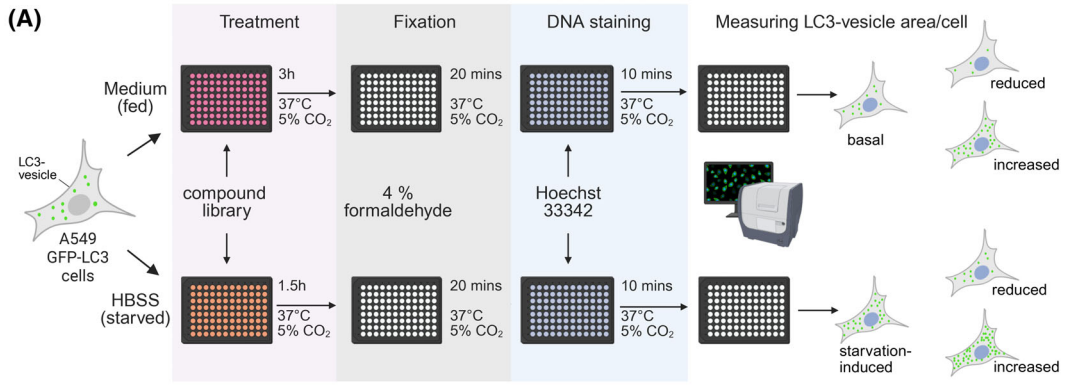 (A)
Treatment
Fixation
DNA staining
Measuring LC3-vesicle area/cell
Medium
(fed)
3h
37°C
5% CO₂
20 mins
37°C
5% CO₂
10 mins
37°C
5% CO₂
basal
reduced
increased
LC3-
vesicle
A549
GFP-LC3
cells
compound
library
4 %
formaldehyde
Hoechst
33342
HBSS
(starved)
1.5h
37°C
5% CO₂
20 mins
37°C
5% CO₂
10 mins
37°C
5% CO₂
starvation-
induced
reduced
increased